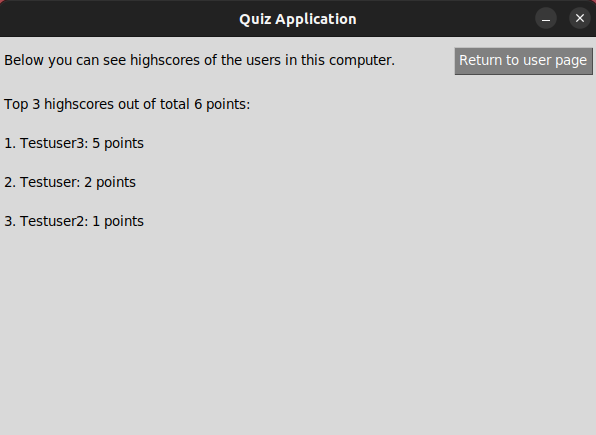 Quiz Application
Below you can see highscores of the users in this computer.
Return to user page
Top 3 highscores out of total 6 points:
1. Testuser3: 5 points
2. Testuser: 2 points
3. Testuser2: 1 points